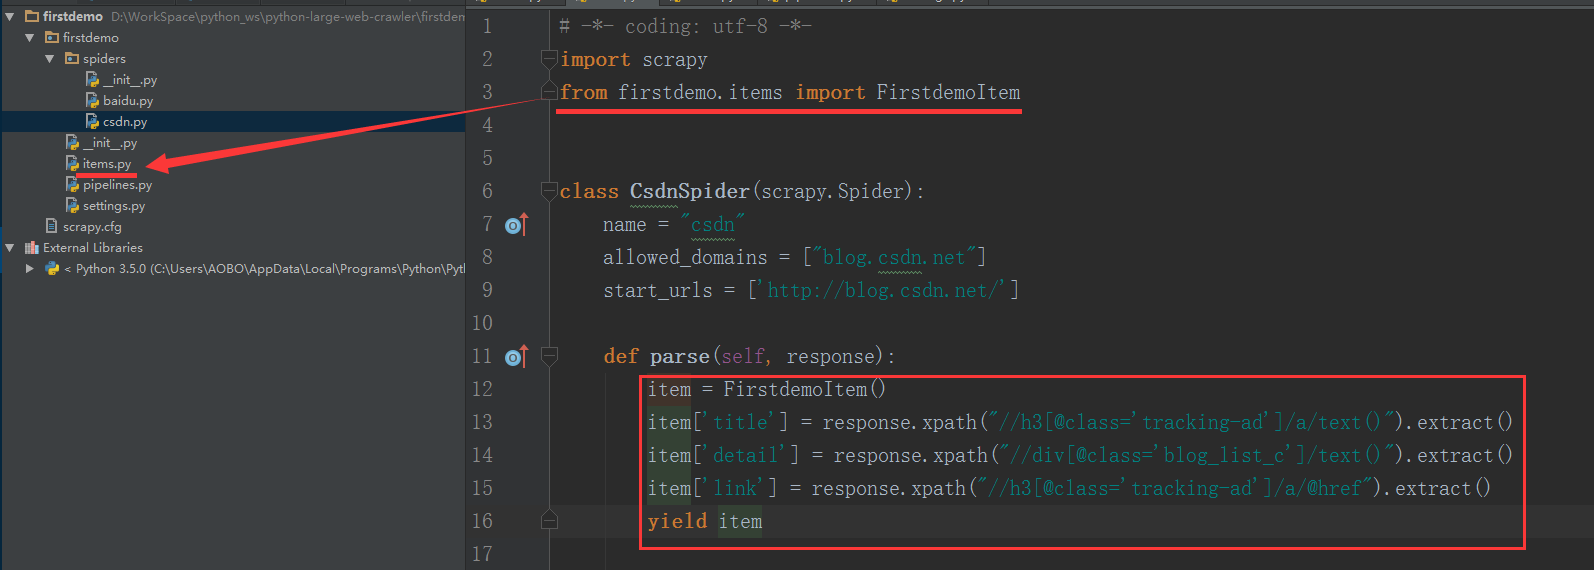 firstdemo D:\WorkSpace\python_ws\python-large-web-crawler\firstdem
firstdemo
spiders
__init__.py
baidu.py
csdn.py
__init__.py
items.py
pipelines.py
settings.py
scrapy.cfg
External Libraries
< Python 3.5.0 (C:\Users\AOBO\AppData\Local\Programs\Python\Pyt
1 # -*- coding: utf-8 -*-
2 import scrapy
3 from firstdemo.items import FirstdemoItem
4
5
6 class CsdnSpider(scrapy.Spider):
7 name = "csdn"
8 allowed_domains = ["blog.csdn.net"]
9 start_urls = ['http://blog.csdn.net/']
10
11 def parse(self, response):
12 item = FirstdemoItem()
13 item['title'] = response.xpath("//h3[@class='tracking-ad']/a/text()").extract()
14 item['detail'] = response.xpath("//div[@class='blog_list_c']/text()").extract()
15 item['link'] = response.xpath("//h3[@class='tracking-ad']/a/@href").extract()
16 yield item
17